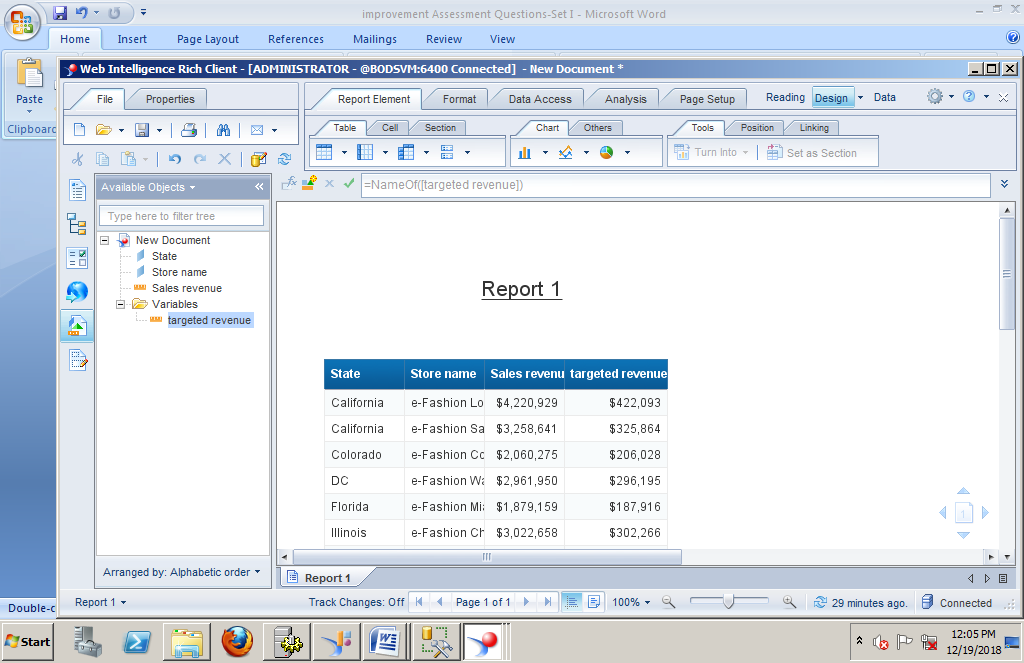 improvement Assessment Questions-Set I - Microsoft Word
Home Insert Page Layout References Mailings Review View
Paste
Clipboard
Web Intelligence Rich Client - [ADMINISTRATOR - @BODSVM:6400 Connected] - New Document *
File Properties
Report Element Format Data Access Analysis Page Setup Reading Design Data
Table Cell Section Chart Others Tools Position Linking
Turn Into Set as Section
Available Objects
=NameOf([targeted revenue])
Type here to filter tree
New Document
State
Store name
Sales revenue
Variables
targeted revenue
Report 1
State Store name Sales revenu targeted revenue
California e-Fashion Lo $4,220,929 $422,093
California e-Fashion Sa $3,258,641 $325,864
Colorado e-Fashion Co $2,060,275 $206,028
DC e-Fashion Wa $2,961,950 $296,195
Florida e-Fashion Mi $1,879,159 $187,916
Illinois e-Fashion Ch $3,022,658 $302,266
1
Arranged by: Alphabetic order
Report 1
Double-c
Report 1 Track Changes: Off Page 1 of 1 100% 29 minutes ago. Connected
Start
12:05 PM
12/19/2018